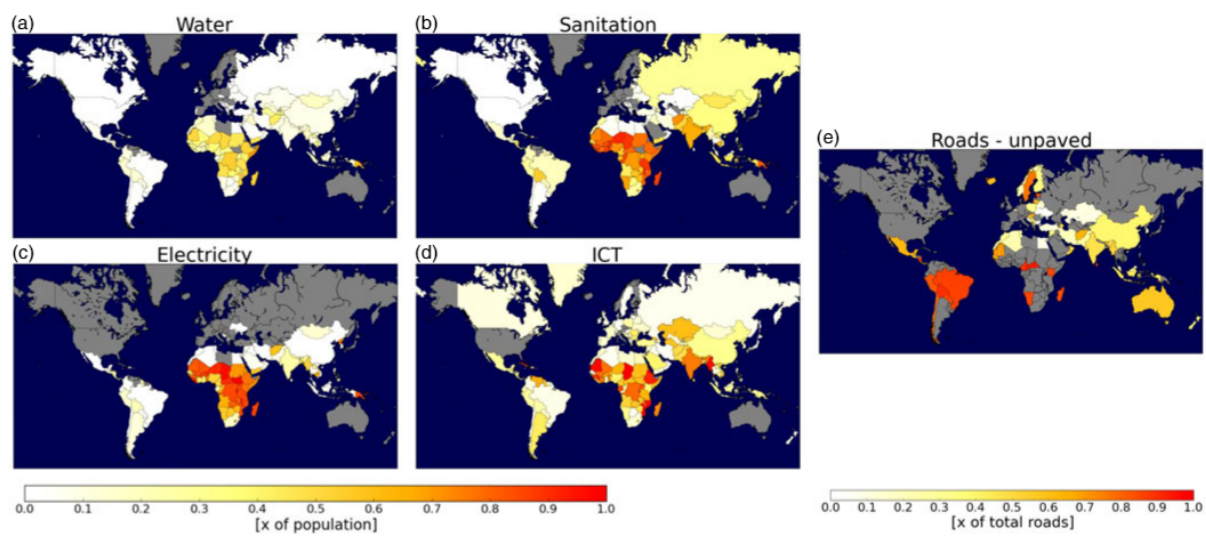 (a) Water
(b) Sanitation
(c) Electricity
(d) ICT
0.0 0.1 0.2 0.3 0.4 0.5 0.6 0.7 0.8 0.9 1.0
[x of population]
(e) Roads - unpaved
0.0 0.1 0.2 0.3 0.4 0.5 0.6 0.7 0.8 0.9 1.0
[x of total roads]